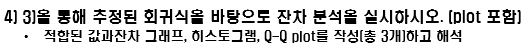 4) 3)을 통해 추정된 회귀식을 바탕으로 잔차 분석을 실시하시오. (plot 포함)
• 적합된 값과잔차 그래프, 히스토그램, Q-Q plot를 작성(총 3개)하고 해석